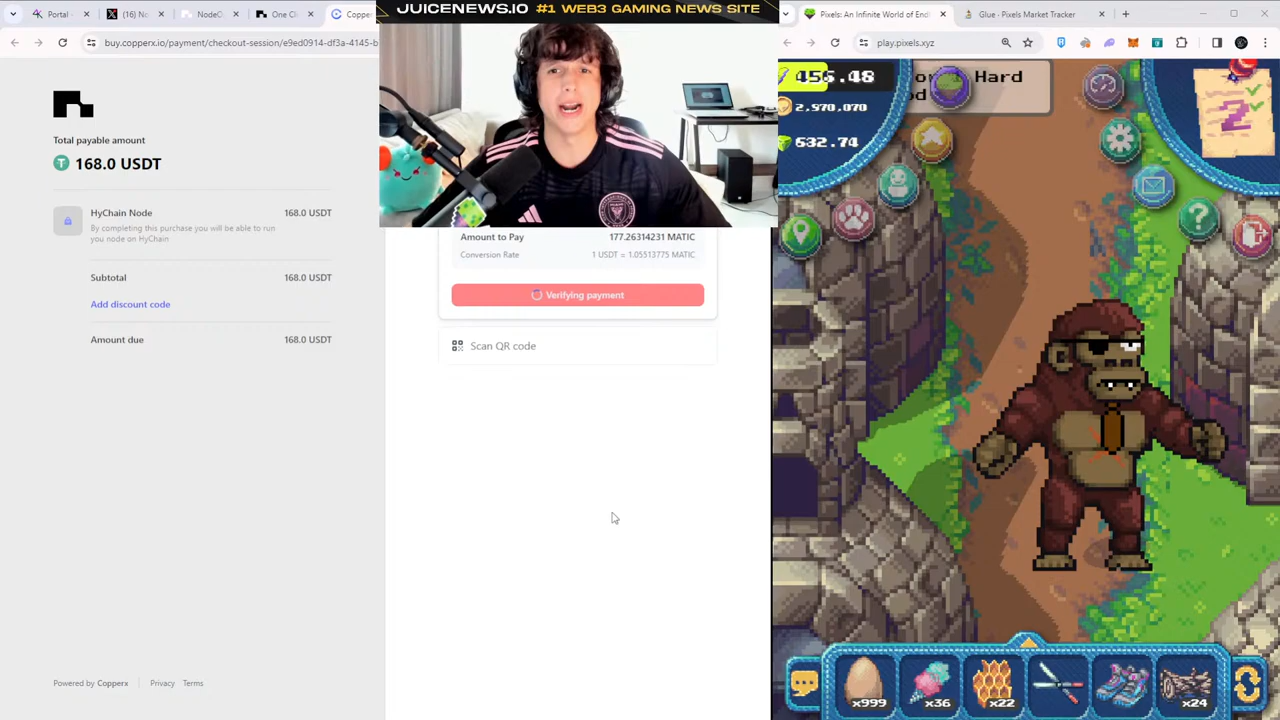 JUICENEWS.IO #1 WEB3 GAMING NEWS SITE
(16) H
NodeO
Coppe
Pixels: An Infinite World of End
Glue - Pixels Market Tracker
buy.copperx.io/payment/checkout-session/e9ed0914-df3a-4145-b
play.pixels.xyz
Total payable amount
168.0 USDT
HyChain Node 168.0 USDT
By completing this purchase you will be able to run
you node on HyChain
Subtotal 168.0 USDT
Add discount code
Amount due 168.0 USDT
Powered by Copperx Privacy Terms
Amount to Pay 177.26314231 MATIC
Conversion Rate 1 USDT = 1.05513775 MATIC
Verifying payment
Scan QR code
456.48
2,970,070
632.74
Hard
x999
x36
x22
x24